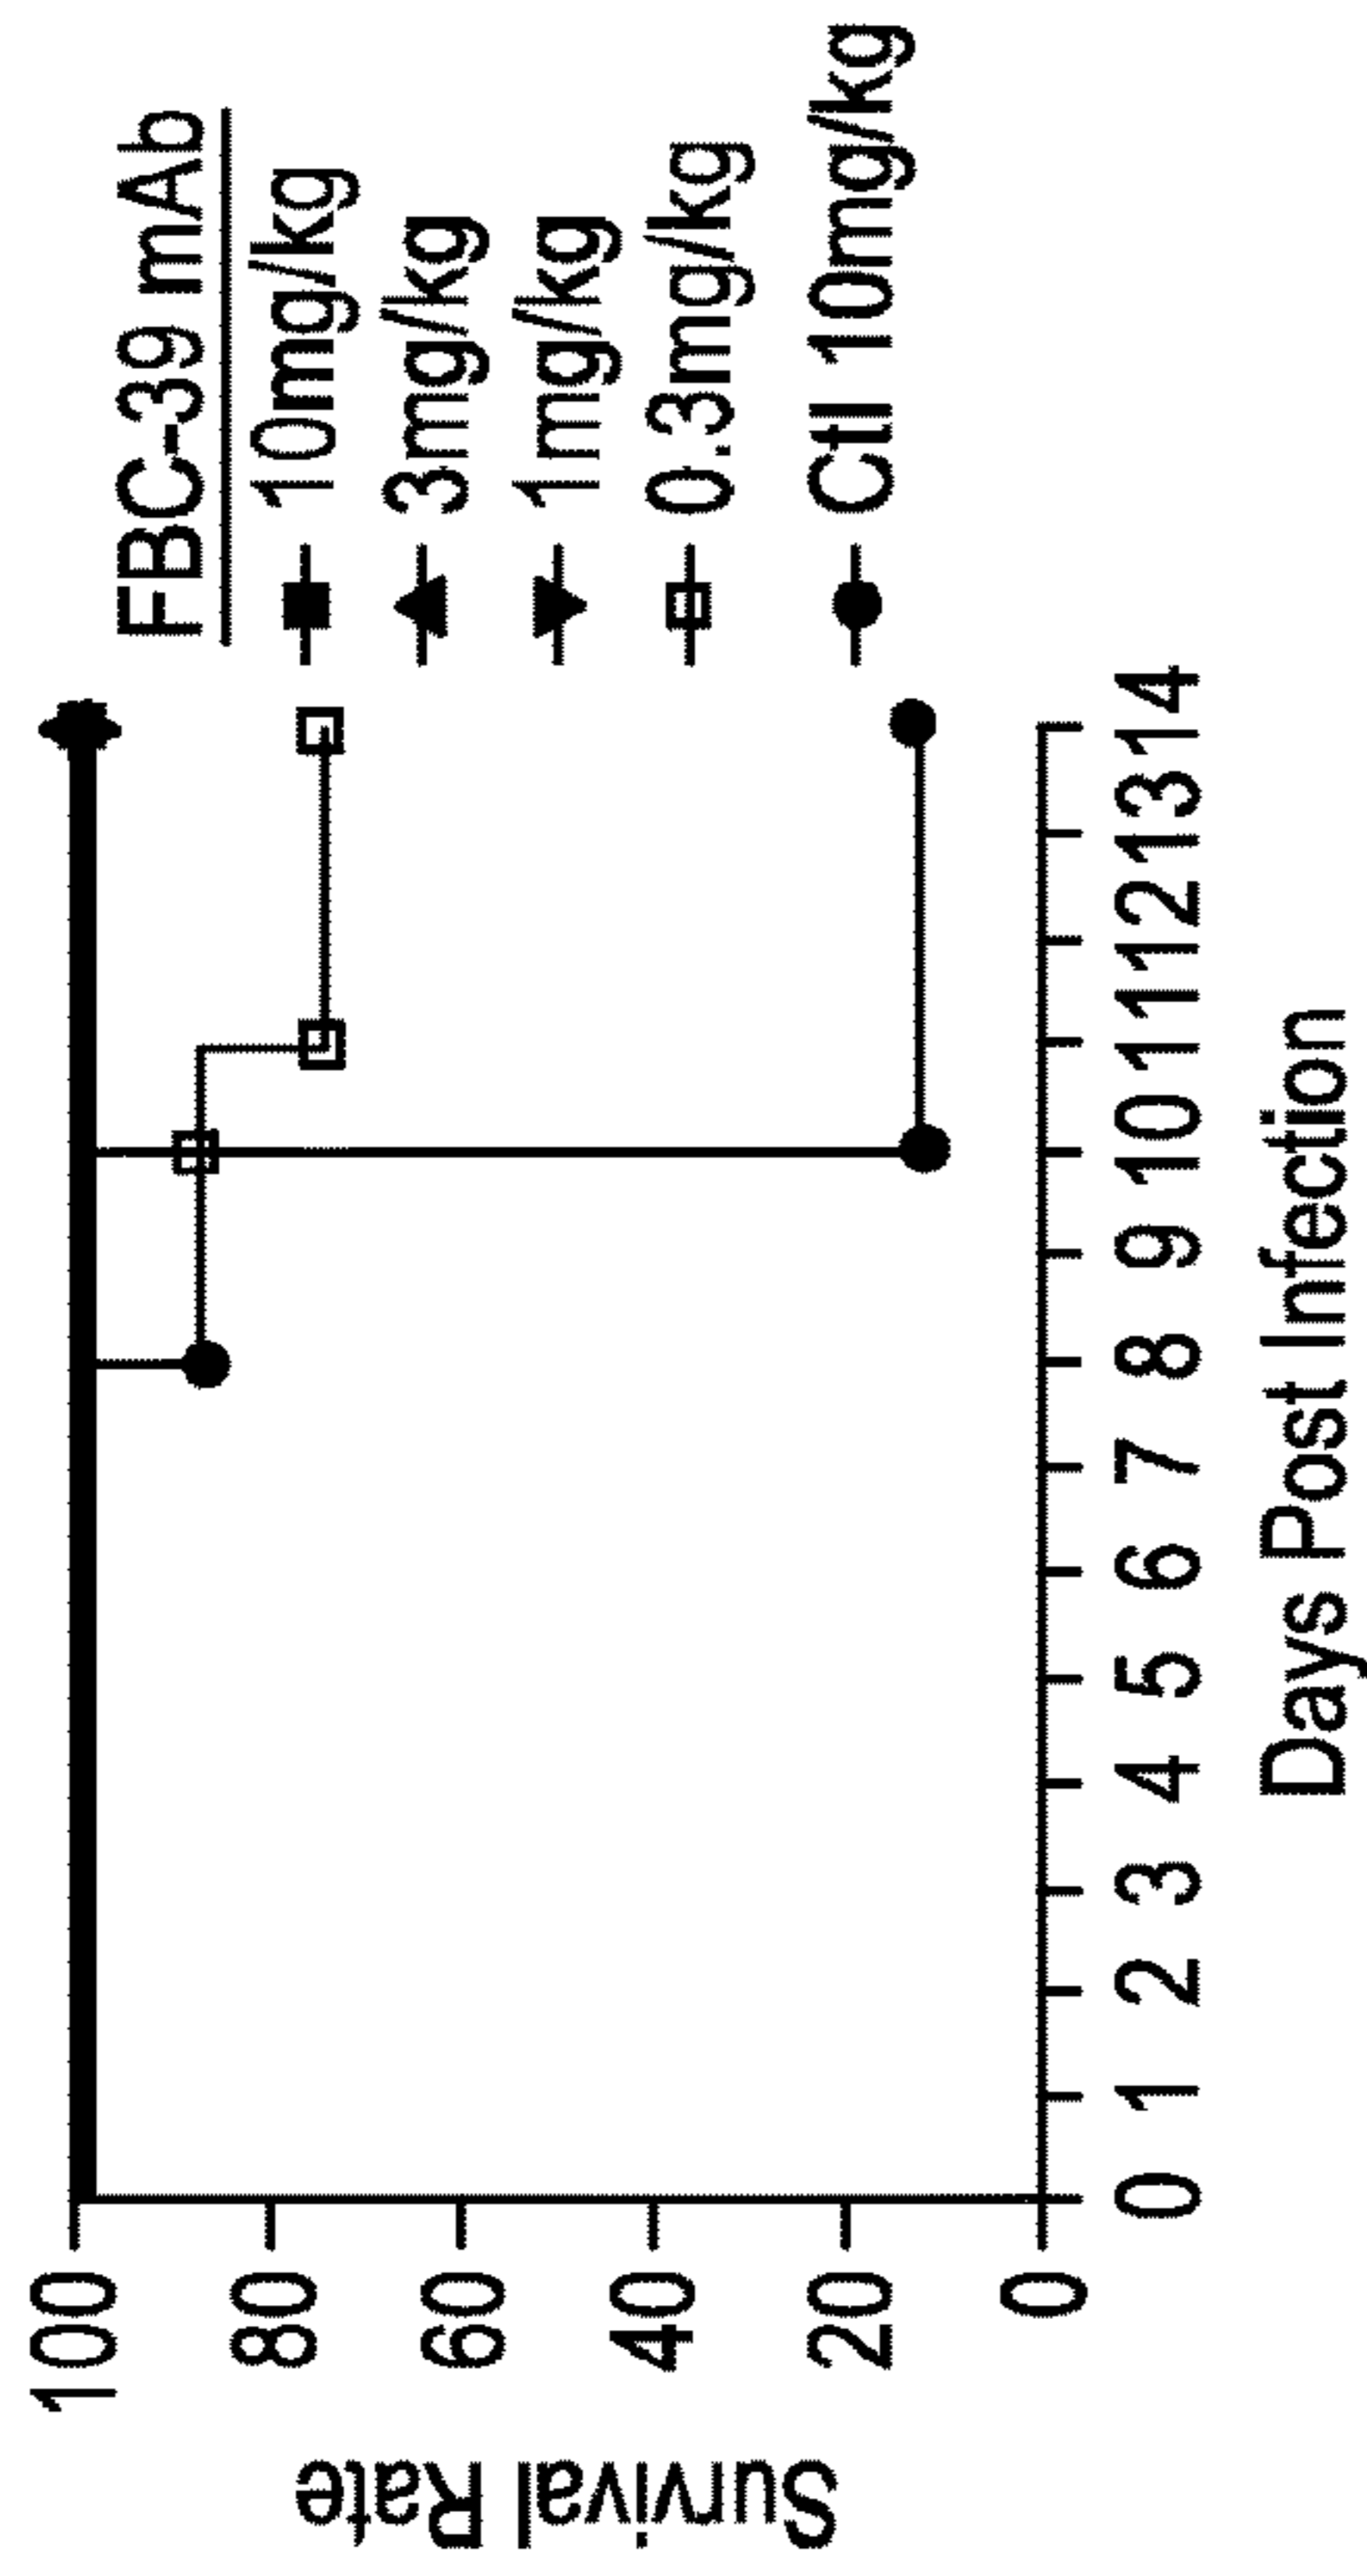 Survival Rate
100
80
60
40
20
0
0 1 2 3 4 5 6 7 8 9 10 11 12 13 14
Days Post Infection
FBC-39 mAb
10mg/kg
3mg/kg
1mg/kg
0.3mg/kg
Ctl 10mg/kg